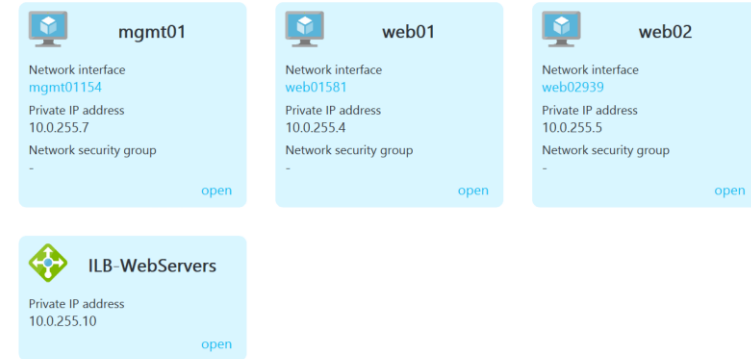 mgmt01
Network interface
mgmt01154
Private IP address
10.0.255.7
Network security group
-
open
web01
Network interface
web01581
Private IP address
10.0.255.4
Network security group
-
open
web02
Network interface
web02939
Private IP address
10.0.255.5
Network security group
-
open
ILB-WebServers
Private IP address
10.0.255.10
open